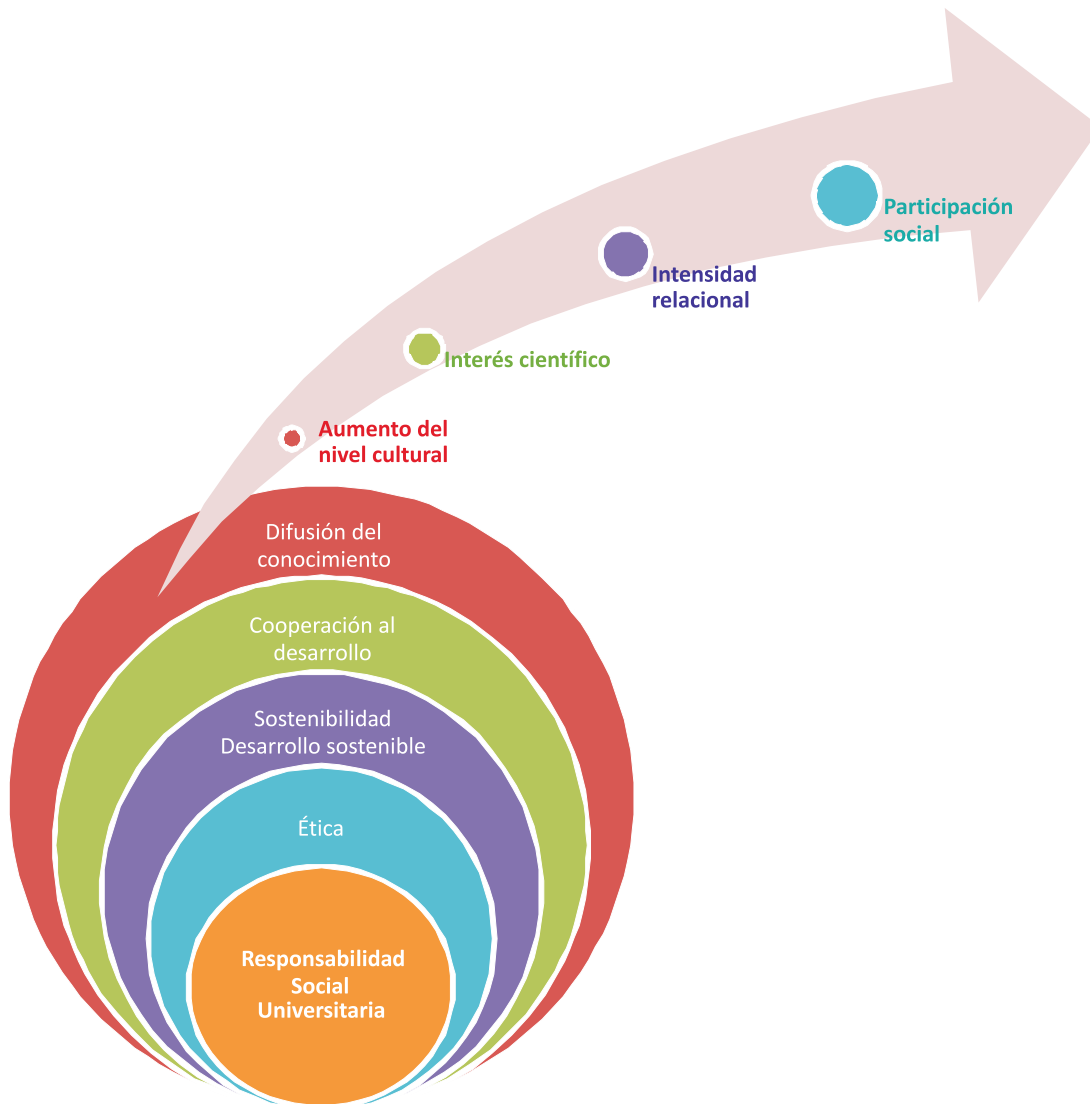 Participación
social
Intensidad
relacional
Interés científico
Aumento del
nivel cultural
Difusión del
conocimiento
Cooperación al
desarrollo
Sostenibilidad
Desarrollo sostenible
Ética
Responsabilidad
Social
Universitaria